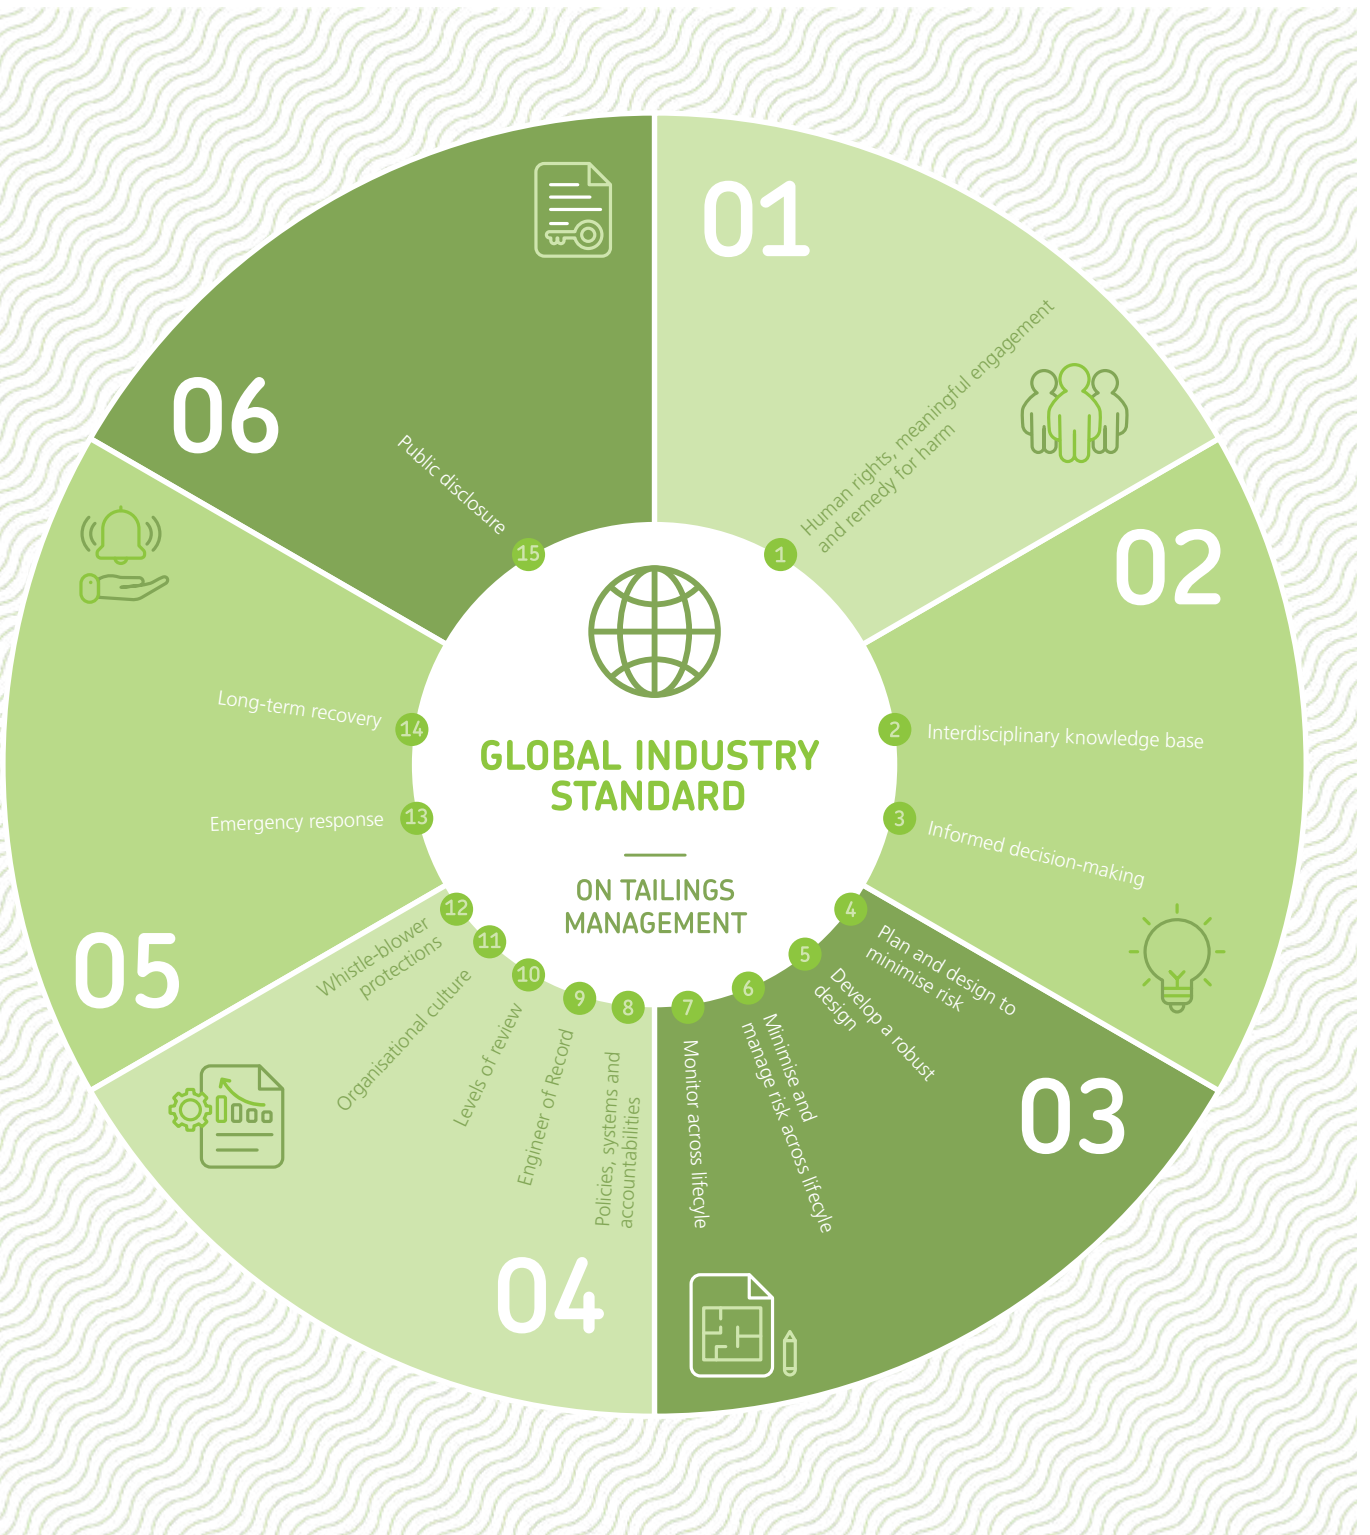 GLOBAL INDUSTRY
STANDARD
ON TAILINGS
MANAGEMENT
01
1
Human rights, meaningful engagement
and remedy for harm
02
2
Interdisciplinary knowledge base
3
Informed decision-making
03
4
Plan and design to
minimise risk
5
Develop a robust
design
6
Minimise and
manage risk across lifecyle
7
Monitor across lifecyle
04
8
Policies, systems and
accountabilities
9
Engineer of Record
10
Levels of review
11
Organisational culture
12
Whistle-blower
protections
05
13
Emergency response
14
Long-term recovery
06
15
Public disclosure